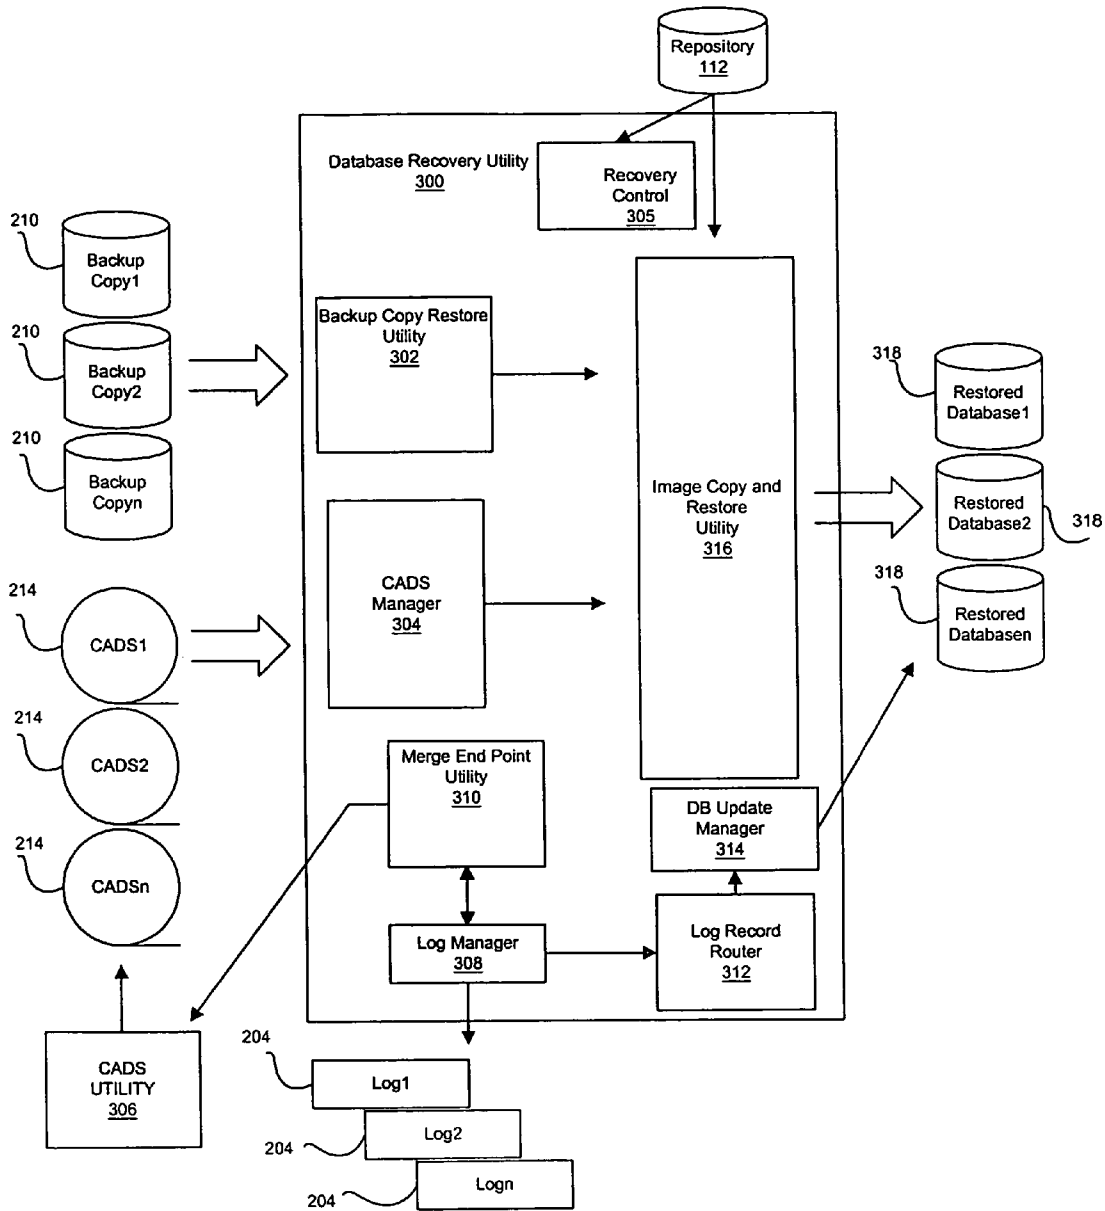 Repository
112
Database Recovery Utility
300
Recovery
Control
305
210
Backup
Copy1
210
Backup
Copy2
210
Backup
Copyn
Backup Copy Restore
Utility
302
318
Restored
Database1
Restored
Database2
318
318
Restored
Databasen
Image Copy and
Restore
Utility
316
CADS
Manager
304
214
CADS1
214
CADS2
214
CADSn
Merge End Point
Utility
310
DB Update
Manager
314
Log Manager
308
Log Record
Router
312
CADS
UTILITY
306
204
Log1
204
Log2
204
Logn